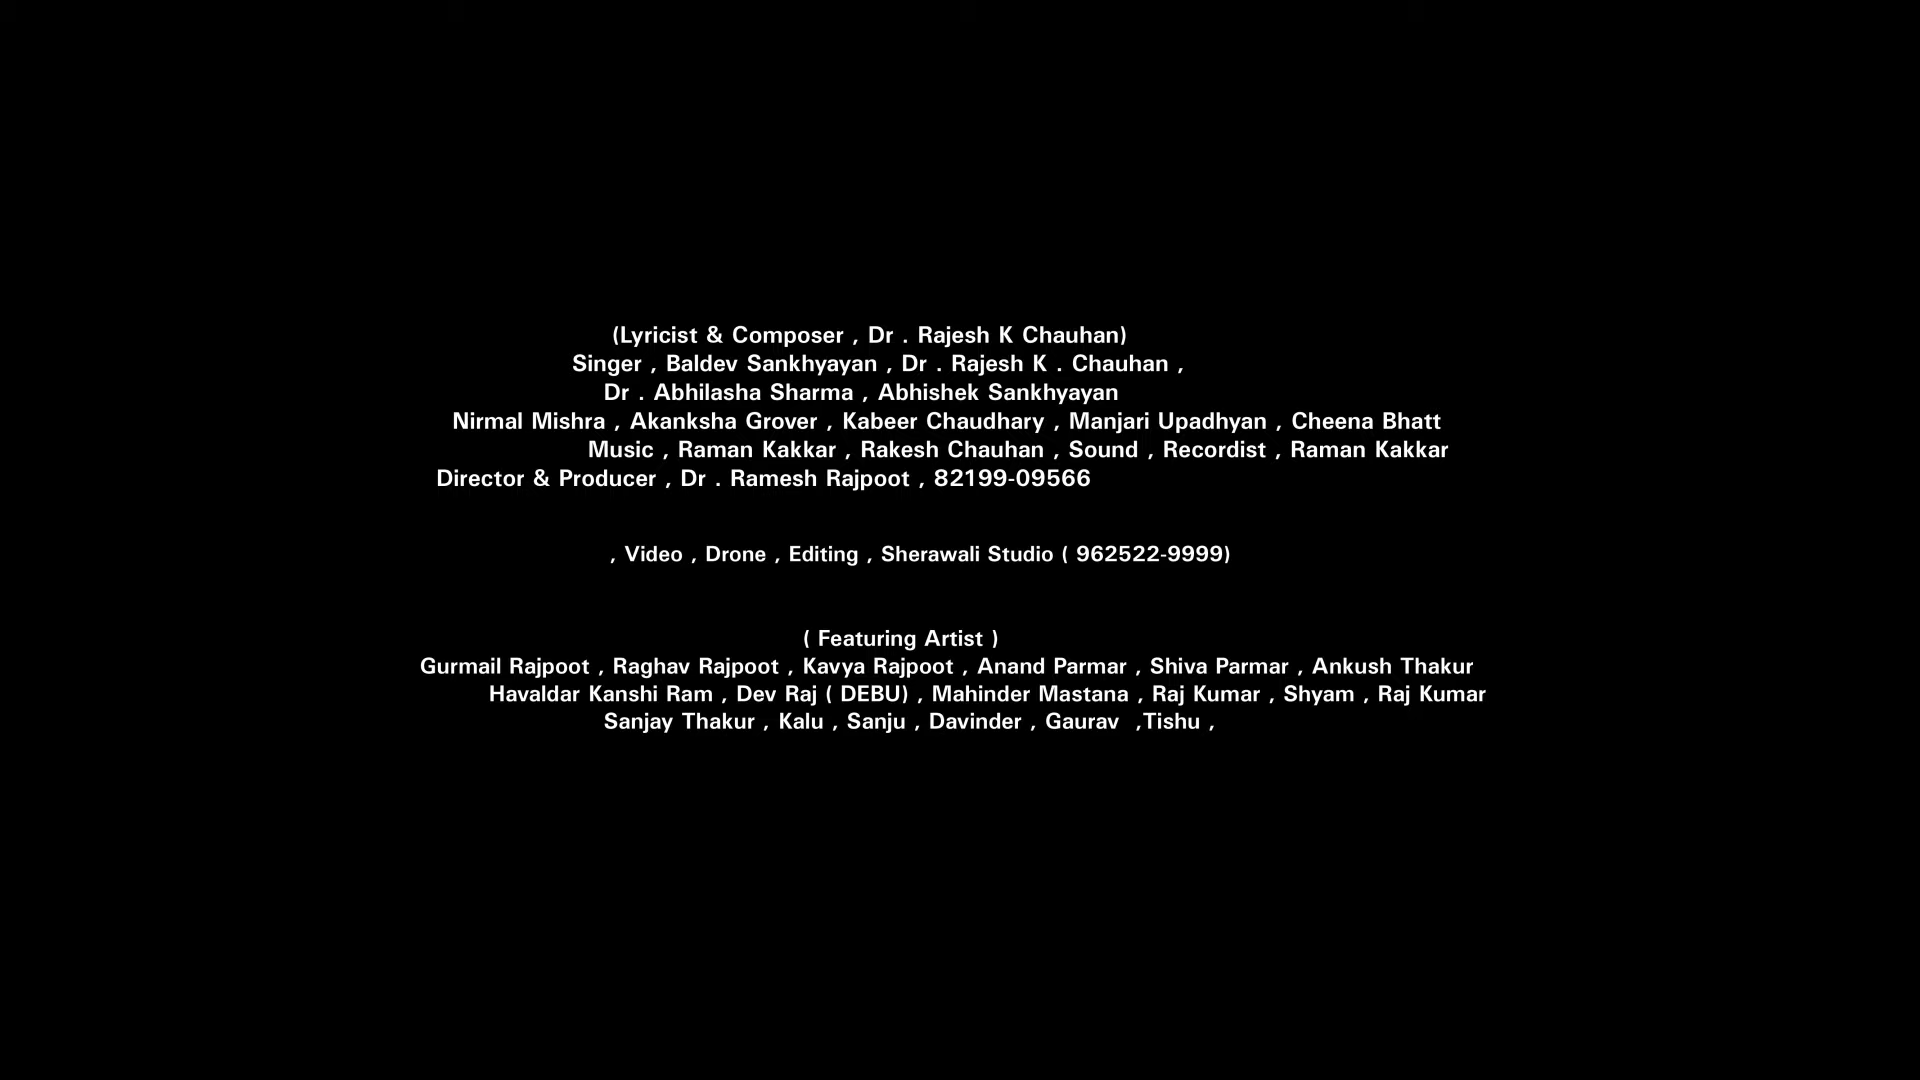 (Lyricist & Composer , Dr . Rajesh K Chauhan)
Singer , Baldev Sankhyayan , Dr . Rajesh K . Chauhan ,
Dr . Abhilasha Sharma , Abhishek Sankhyayan
Nirmal Mishra , Akanksha Grover , Kabeer Chaudhary , Manjari Upadhyan , Cheena Bhatt
Music , Raman Kakkar , Rakesh Chauhan , Sound , Recordist , Raman Kakkar
Director & Producer , Dr . Ramesh Rajpoot , 82199-09566
, Video , Drone , Editing , Sherawali Studio ( 962522-9999)
( Featuring Artist )
Gurmail Rajpoot , Raghav Rajpoot , Kavya Rajpoot , Anand Parmar , Shiva Parmar , Ankush Thakur
Havaldar Kanshi Ram , Dev Raj ( DEBU) , Mahinder Mastana , Raj Kumar , Shyam , Raj Kumar
Sanjay Thakur , Kalu , Sanju , Davinder , Gaurav  ,Tishu ,